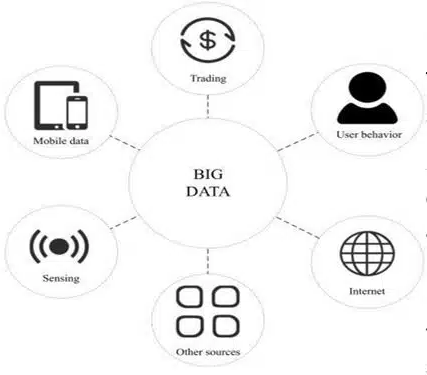 $
Trading
Mobile data
User behavior
BIG
DATA
Sensing
Internet
Other sources